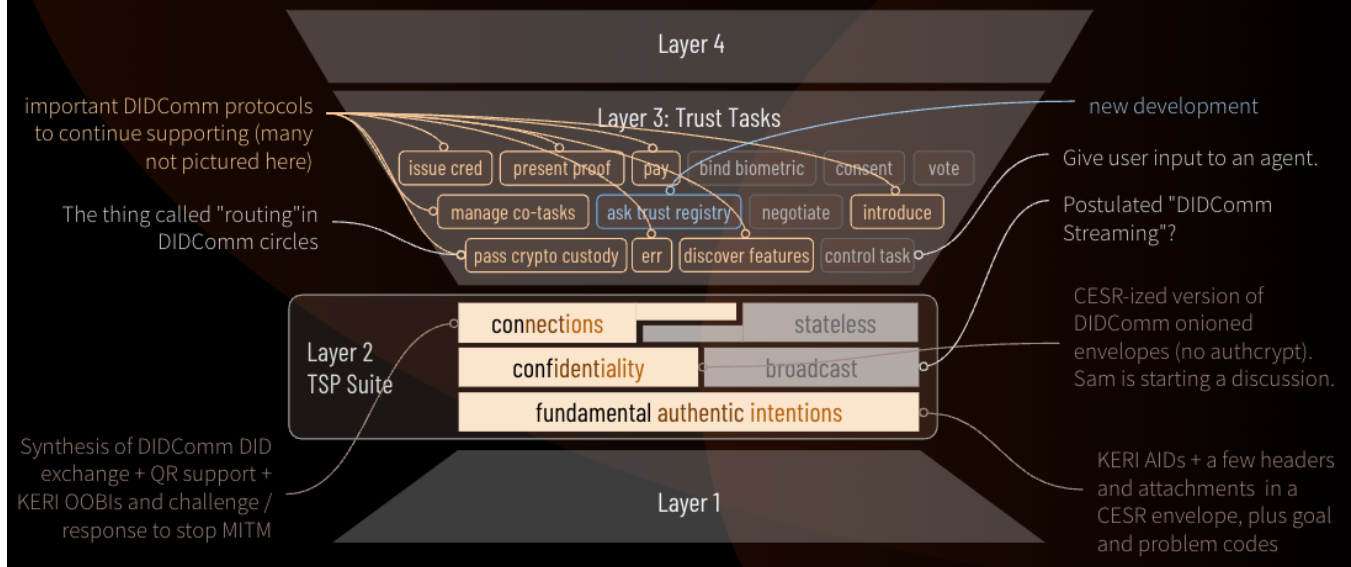 Layer 4
important DIDComm protocols
to continue supporting (many
not pictured here)
Layer 3: Trust Tasks
new development
issue cred
present proof
pay
bind biometric
consent
vote
Give user input to an agent.
The thing called "routing"in
DIDComm circles
manage co-tasks
ask trust registry
negotiate
introduce
Postulated "DIDComm
Streaming"?
pass crypto custody
err
discover features
control task
Layer 2
TSP Suite
connections
stateless
confidentiality
broadcast
fundamental authentic intentions
CESR-ized version of
DIDComm onioned
envelopes (no authcrypt).
Sam is starting a discussion.
Synthesis of DIDComm DID
exchange + QR support +
KERI OOBIs and challenge /
response to stop MITM
Layer 1
KERI AIDs + a few headers
and attachments in a
CESR envelope, plus goal
and problem codes